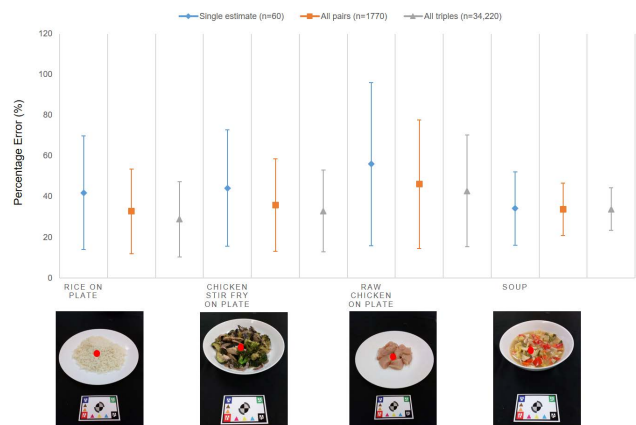 Single estimate (n=60) All pairs (n=1770) All triples (n=34,220)
120
100
80
60
40
20
0
Percentage Error (%)
RICE ON
PLATE
CHICKEN
STIR FRY
ON PLATE
RAW
CHICKEN
ON PLATE
SOUP